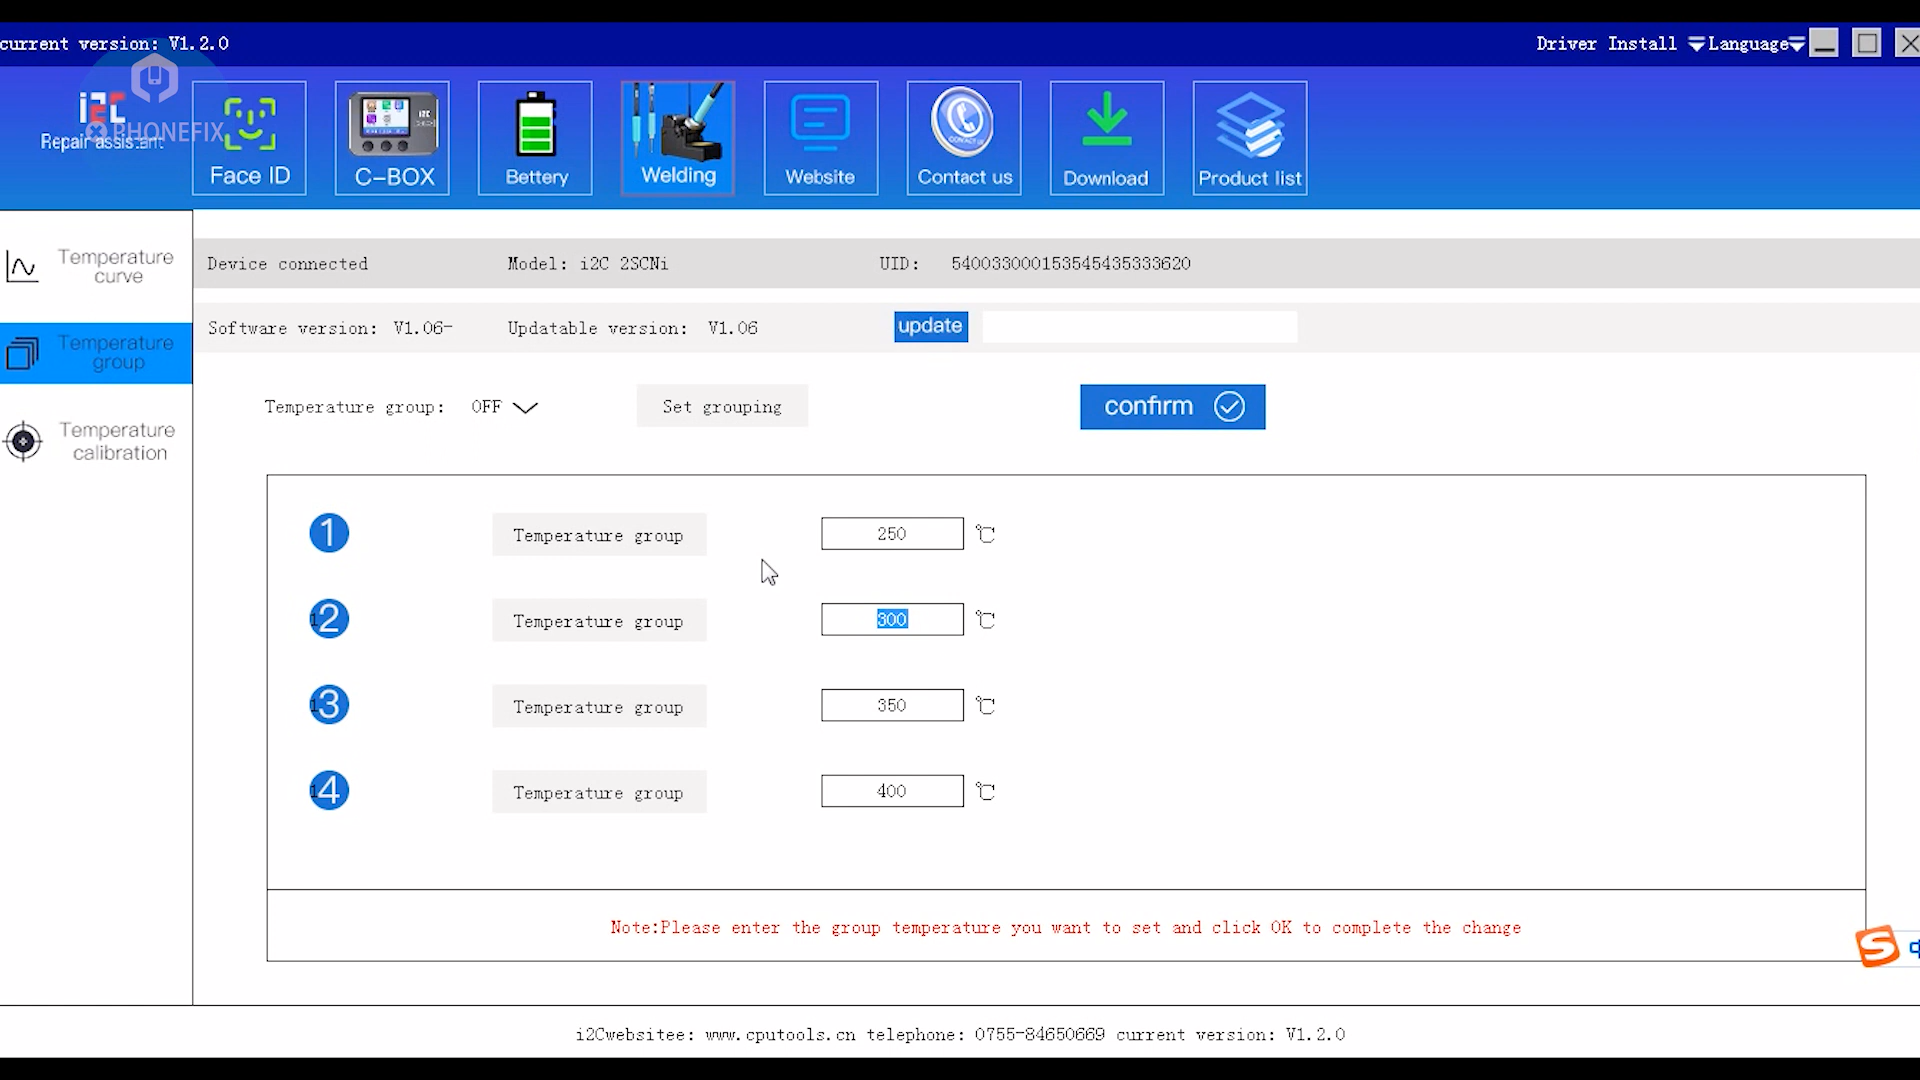 current version: V1.2.0
Driver Install
Language
i2C
Repair assistant
PHONEFIX
Face ID
C-BOX
Bettery
Welding
Website
Contact us
Download
Product list
Temperature curve
Temperature group
Temperature calibration
Device connected
Model: i2C 2SCNi
UID: 5400330001535454353333620
Software version: V1.06-
Updatable version: V1.06
update
Temperature group: OFF
Set grouping
confirm
1 Temperature group 250 ℃
2 Temperature group 300 ℃
3 Temperature group 350 ℃
4 Temperature group 400 ℃
Note:Please enter the group temperature you want to set and click OK to complete the change
i2Cwebsitee: www.cputools.cn telephone: 0755-84650669 current version: V1.2.0